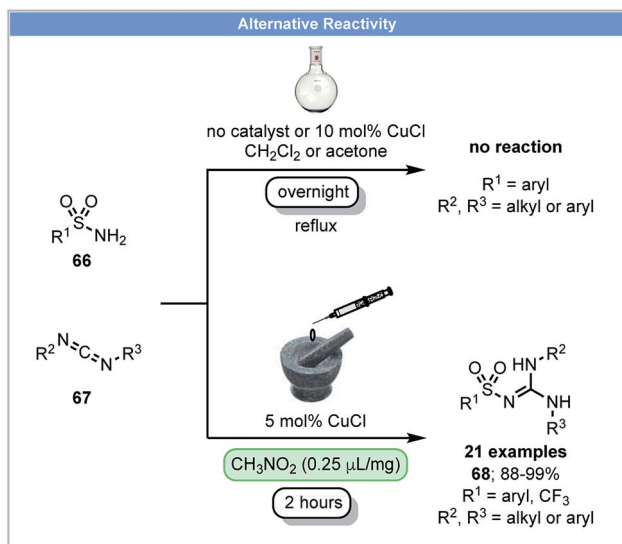 Alternative Reactivity
no catalyst or 10 mol% CuCl
CH₂Cl₂ or acetone
overnight
reflux
no reaction
R¹ = aryl
R², R³ = alkyl or aryl
O O
S
R¹ NH₂
66
R² N C N R³
67
5 mol% CuCl
CH₃NO₂ (0.25 μL/mg)
2 hours
O O HN R²
S
R¹ N NH
R³
21 examples
68; 88-99%
R¹ = aryl, CF₃
R², R³ = alkyl or aryl